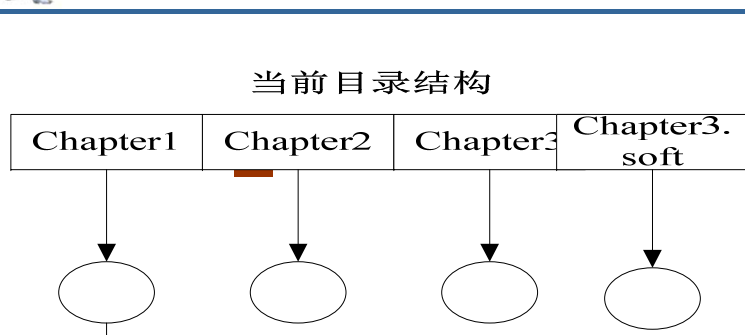 当前目录结构
Chapter1
Chapter2
Chapter3
Chapter3.
soft